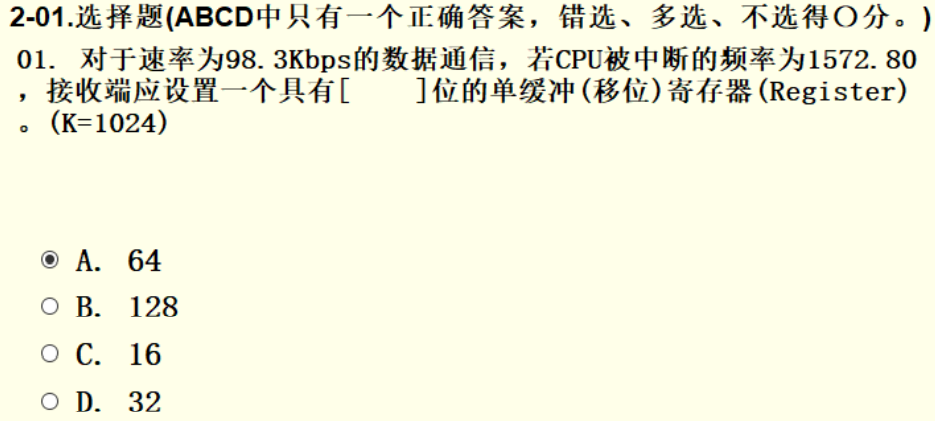 2-01.选择题(ABCD中只有一个正确答案，错选、多选、不选得〇分。)
01. 对于速率为98.3Kbps的数据通信，若CPU被中断的频率为1572.80
，接收端应设置一个具有[    ]位的单缓冲(移位)寄存器(Register)
。(K=1024)
A. 64
B. 128
C. 16
D. 32